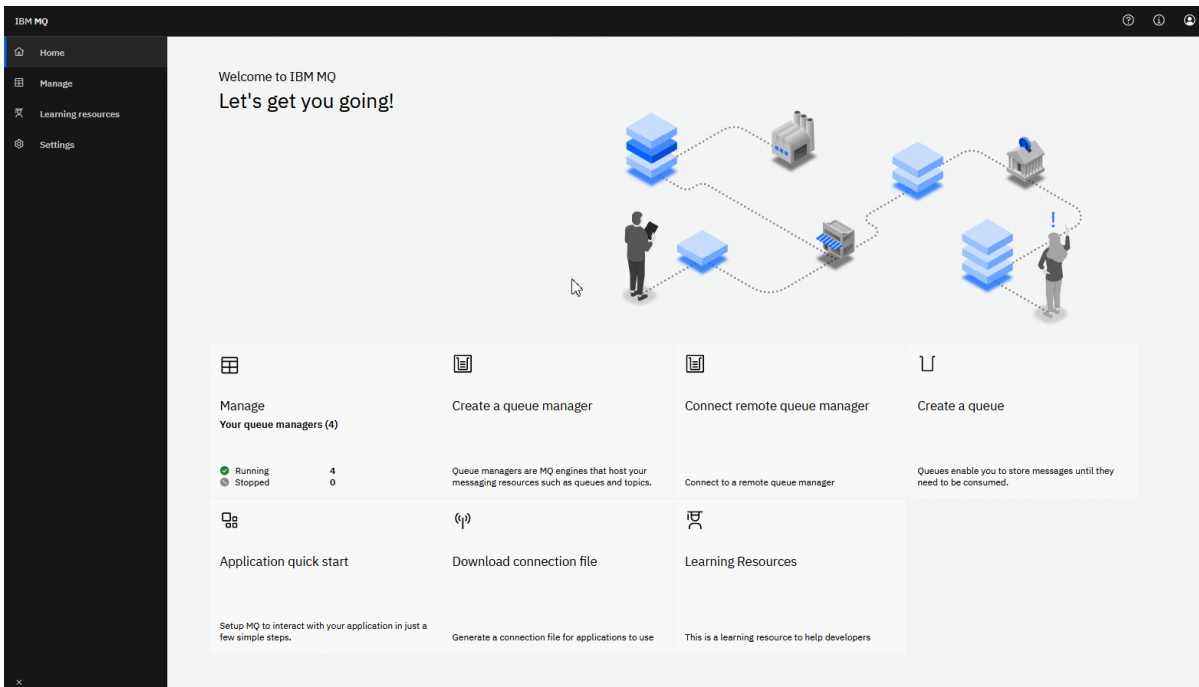 IBM MQ
Home
Manage
Learning resources
Settings
Welcome to IBM MQ
Let's get you going!
!
Manage
Your queue managers (4)
Running 4
Stopped 0
Create a queue manager
Queue managers are MQ engines that host your
messaging resources such as queues and topics.
Connect remote queue manager
Connect to a remote queue manager
Create a queue
Queues enable you to store messages until they
need to be consumed.
Application quick start
Setup MQ to interact with your application in just a
few simple steps.
Download connection file
Generate a connection file for applications to use
Learning Resources
This is a learning resource to help developers